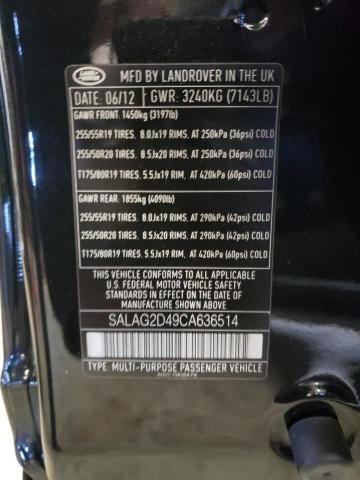 LAND ROVER
MFD BY LANDROVER IN THE UK
DATE: 06/12 GWR: 3240KG (7143LB)
GAWR FRONT: 1450kg (3197lb)
255/55R19 TIRES, 8.0Jx19 RIMS, AT 250kPa (36psi) COLD
255/50R20 TIRES, 8.5Jx20 RIMS, AT 250kPa (36psi) COLD
T175/80R19 TIRES, 5.5Jx19 RIM, AT 420kPa (60psi) COLD
GAWR REAR: 1855kg (4090lb)
255/55R19 TIRES, 8.0Jx19 RIMS, AT 290kPa (42psi) COLD
255/50R20 TIRES, 8.5Jx20 RIMS, AT 290kPa (42psi) COLD
T175/80R19 TIRES, 5.5Jx19 RIM, AT 420kPa (60psi) COLD
THIS VEHICLE CONFORMS TO ALL APPLICABLE
U.S. FEDERAL MOTOR VEHICLE SAFETY
AND THEFT PREVENTION STANDARDS IN EFFECT
ON THE DATE OF MANUFACTURE SHOWN ABOVE
SALAG2D49CA636514
TYPE: MULTI-PURPOSE PASSENGER VEHICLE